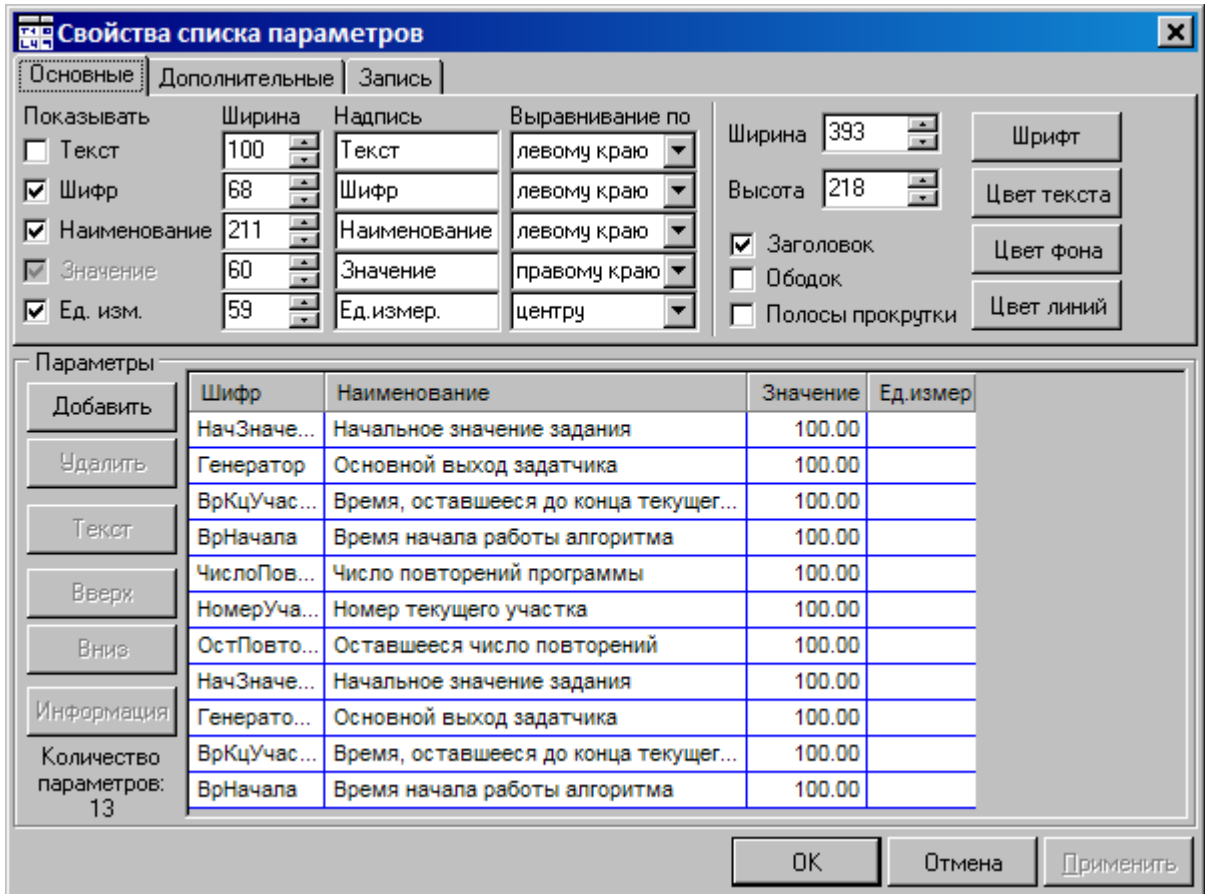 Свойства списка параметров
Основные Дополнительные Запись
Показывать Ширина Надпись Выравнивание по
Текст 100 Текст левому краю
Шифр 68 Шифр левому краю
Наименование 211 Наименование левому краю
Значение 60 Значение правому краю
Ед. изм. 59 Ед.измер. центру
Ширина 393
Высота 218
Заголовок
Ободок
Полосы прокрутки
Шрифт
Цвет текста
Цвет фона
Цвет линий
Параметры
Добавить
Удалить
Текст
Вверх
Вниз
Информация
Количество
параметров:
13
Шифр Наименование Значение Ед.измер
НачЗначе... Начальное значение задания 100.00
Генератор Основной выход задатчика 100.00
ВрКцУчас... Время, оставшееся до конца текущег... 100.00
ВрНачала Время начала работы алгоритма 100.00
ЧислоПов... Число повторений программы 100.00
НомерУча... Номер текущего участка 100.00
ОстПовто... Оставшееся число повторений 100.00
НачЗначе... Начальное значение задания 100.00
Генерато... Основной выход задатчика 100.00
ВрКцУчас... Время, оставшееся до конца текущег... 100.00
ВрНачала Время начала работы алгоритма 100.00
OK Отмена Применить